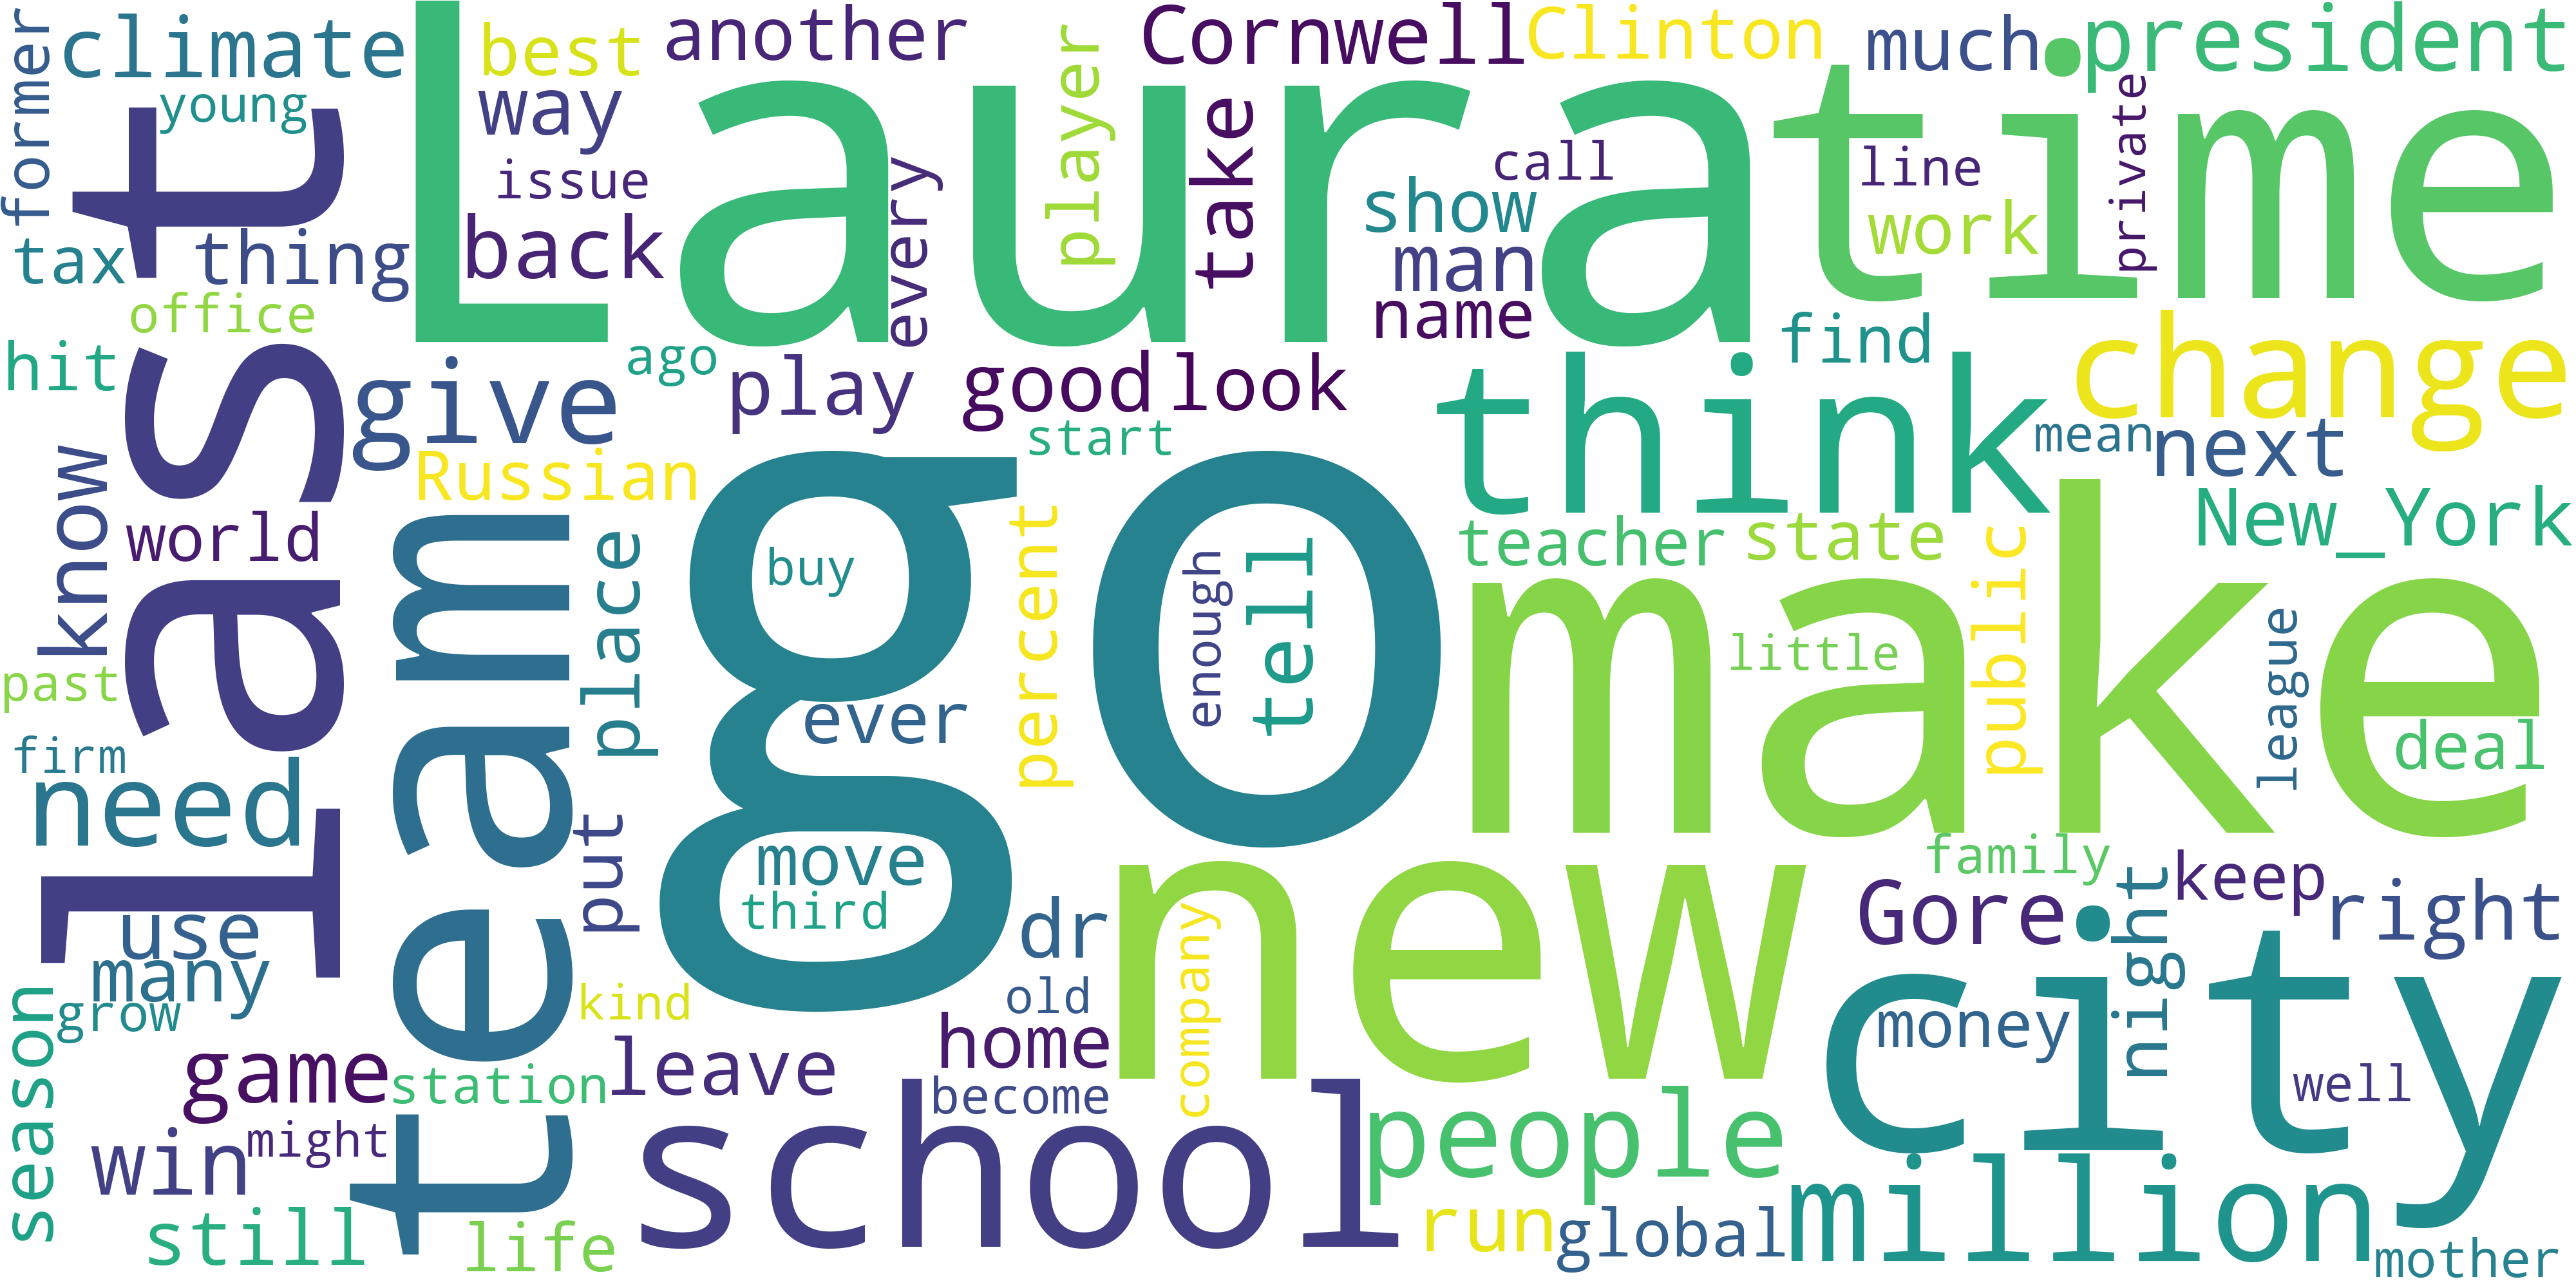 former
climate
young
best
another
way
issue
Laura
player
Cornwell
Clinton
much
president
take
call
line
private
time
show
work
man
name
every
back
last
tax
thing
office
hit
give
ago
play
good
look
find
change
think
start
mean
next
know
Russian
world
New_York
team
place
go
buy
percent
enough
tell
teacher
state
public
make
little
league
past
ever
deal
firm
need
put
move
third
family
keep
use
many
dr
new
company
Gore
night
right
season
grow
kind
old
city
money
home
game
station
leave
become
well
win
might
school
people
still
life
run
global
million
mother